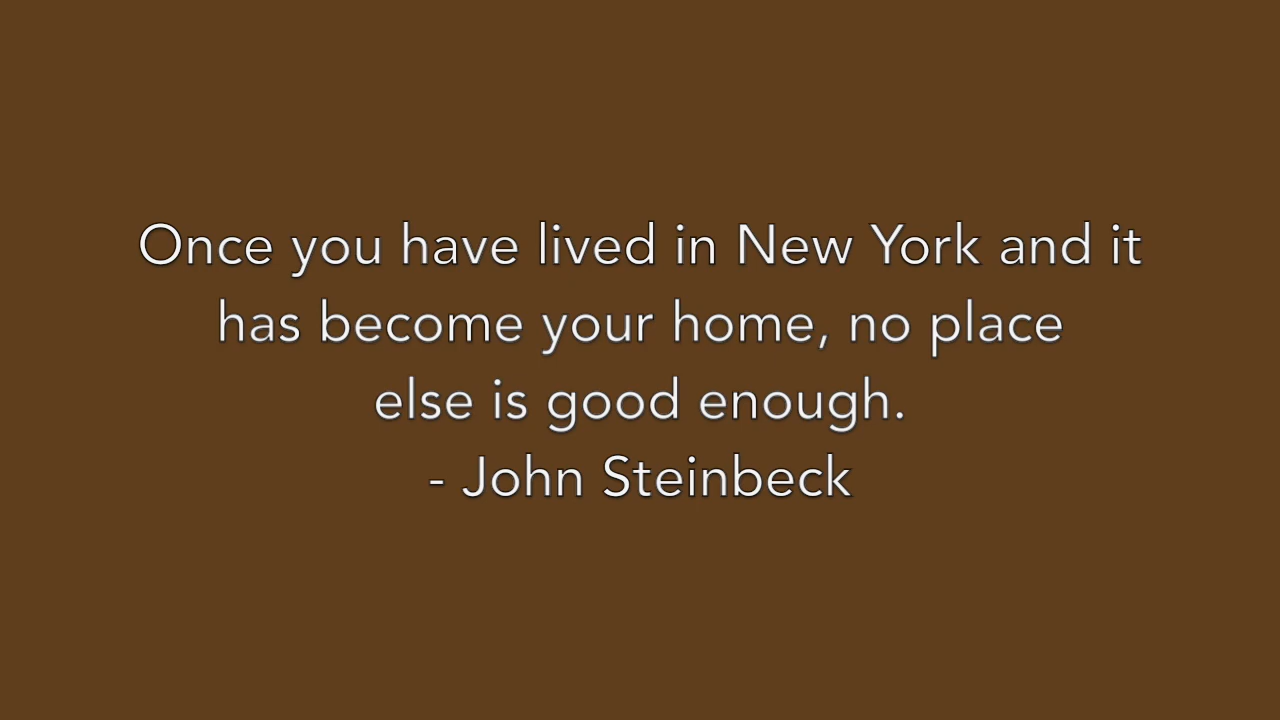 Once you have lived in New York and it
has become your home, no place
else is good enough.
- John Steinbeck